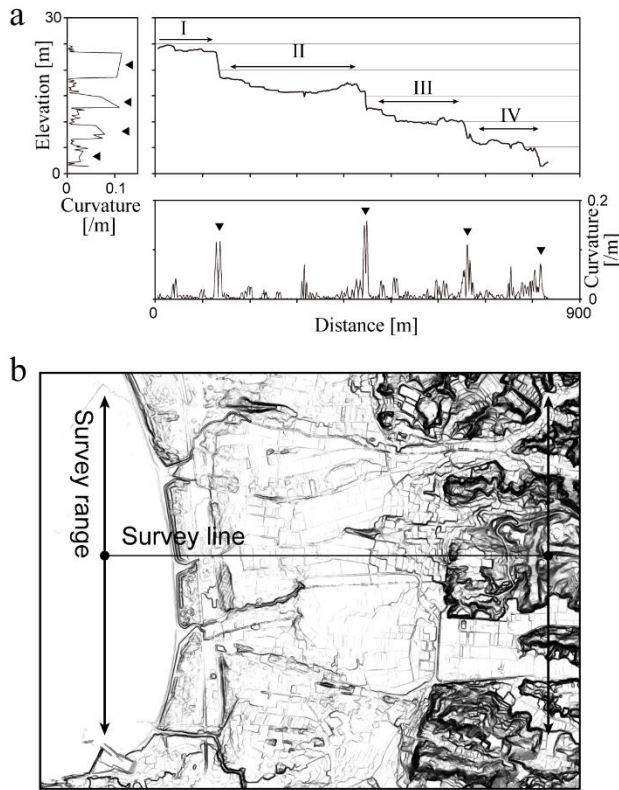 a
30
Elevation [m]
0
0
0.1
Curvature
[/m]
I
II
III
IV
0.2
Curvature
[/m]
0
0
900
Distance [m]
b
Survey range
Survey line